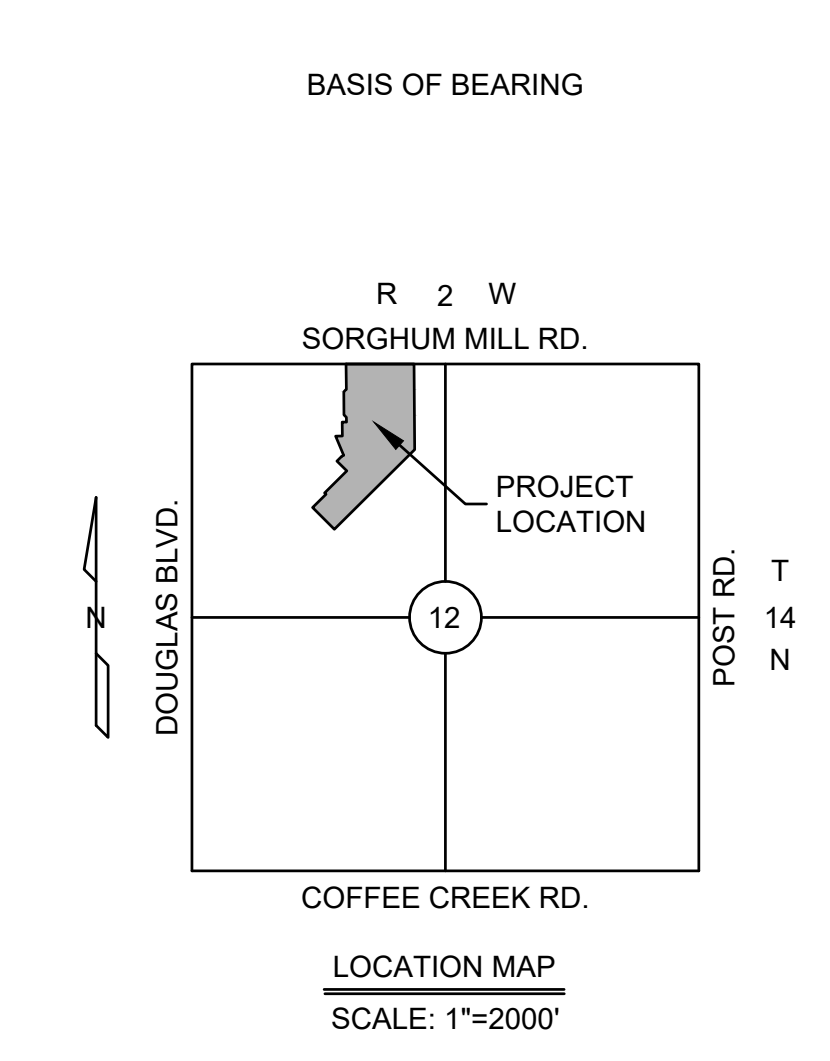 BASIS OF BEARING
R 2 W
SORGHUM MILL RD.
PROJECT
LOCATION
DOUGLAS BLVD.
N
12
POST RD.
T
14
N
COFFEE CREEK RD.
LOCATION MAP
SCALE: 1"=2000'